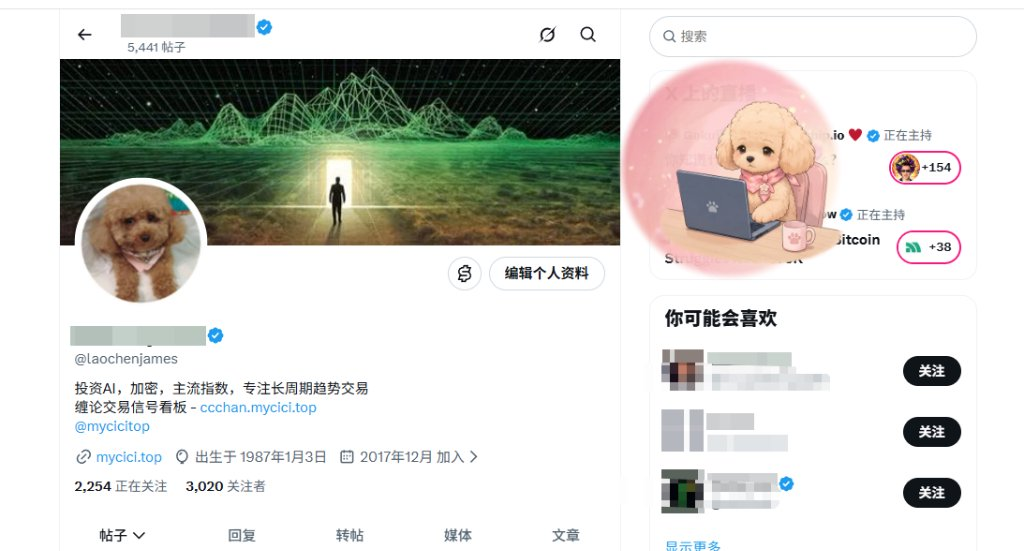 5,441 帖子
搜索
X 上的直播
.io ❤ 正在主持
?
+154
ow 正在主持
Bitcoin
+38
编辑个人资料
你可能会喜欢
@laochenjames
关注
投资AI，加密，主流指数，专注长周期趋势交易
缠论交易信号看板 - ccchan.mycici.top
@mycicitop
关注
mycici.top 出生于 1987年1月3日 2017年12月 加入
2,254 正在关注 3,020 关注者
关注
帖子 回复 转帖 媒体 文章
显示更多